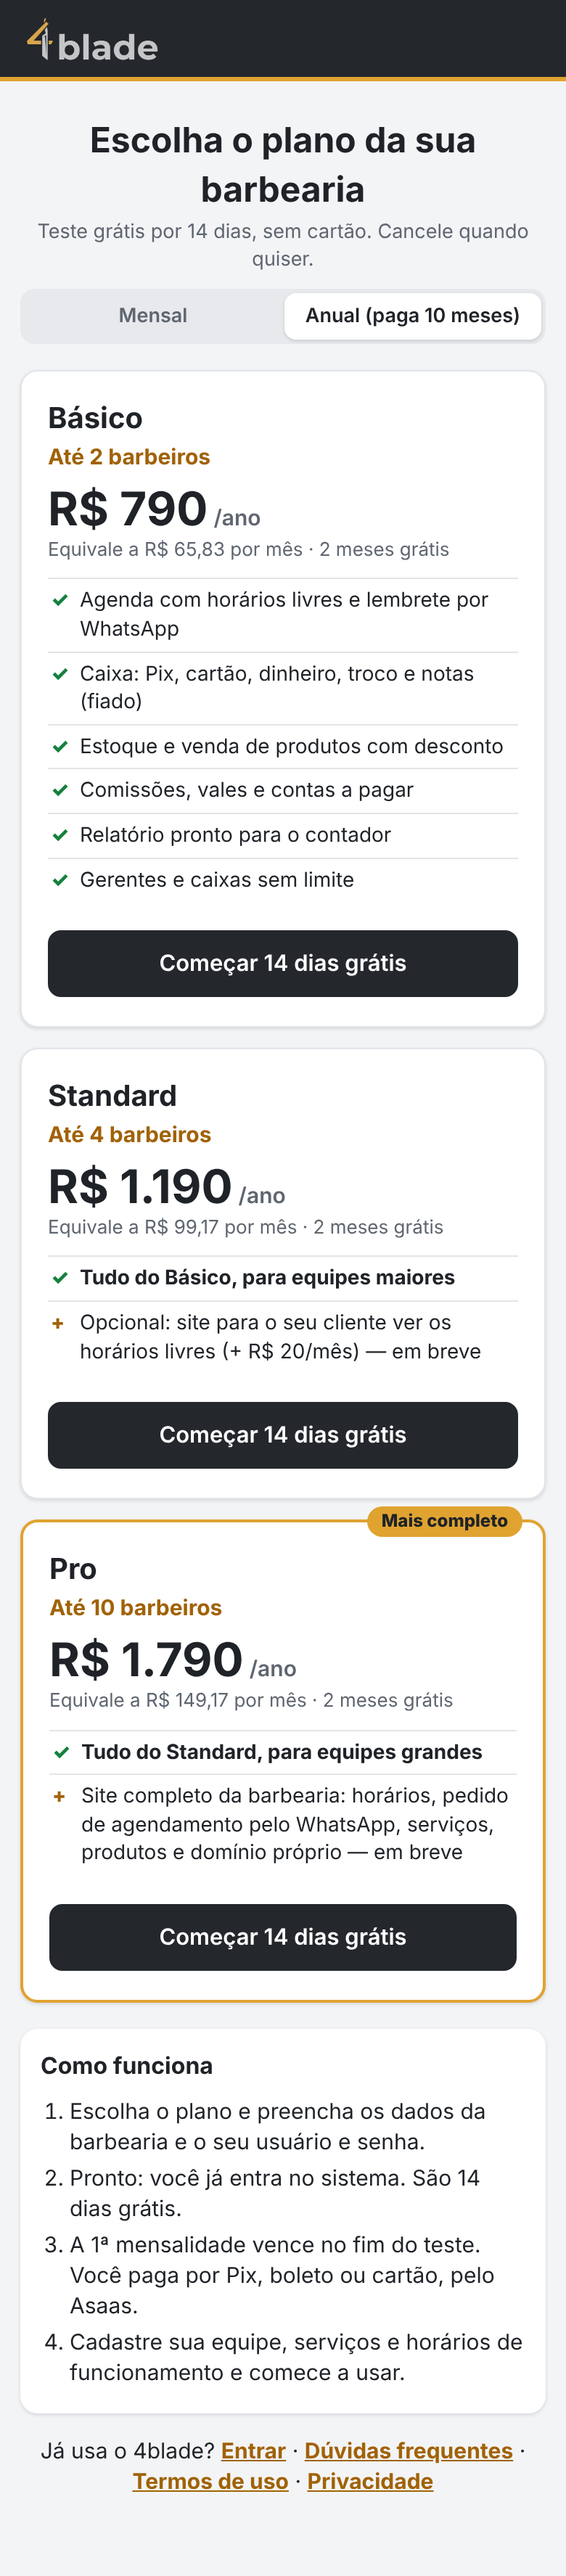 4blade
Escolha o plano da sua
barbearia
Teste grátis por 14 dias, sem cartão. Cancele quando
quiser.
Mensal
Anual (paga 10 meses)
Básico
Até 2 barbeiros
R$ 790 /ano
Equivale a R$ 65,83 por mês · 2 meses grátis
✓ Agenda com horários livres e lembrete por
WhatsApp
✓ Caixa: Pix, cartão, dinheiro, troco e notas
(fiado)
✓ Estoque e venda de produtos com desconto
✓ Comissões, vales e contas a pagar
✓ Relatório pronto para o contador
✓ Gerentes e caixas sem limite
Começar 14 dias grátis
Standard
Até 4 barbeiros
R$ 1.190 /ano
Equivale a R$ 99,17 por mês · 2 meses grátis
✓ Tudo do Básico, para equipes maiores
+ Opcional: site para o seu cliente ver os
horários livres (+ R$ 20/mês) — em breve
Começar 14 dias grátis
Mais completo
Pro
Até 10 barbeiros
R$ 1.790 /ano
Equivale a R$ 149,17 por mês · 2 meses grátis
✓ Tudo do Standard, para equipes grandes
+ Site completo da barbearia: horários, pedido
de agendamento pelo WhatsApp, serviços,
produtos e domínio próprio — em breve
Começar 14 dias grátis
Como funciona
1. Escolha o plano e preencha os dados da
barbearia e o seu usuário e senha.
2. Pronto: você já entra no sistema. São 14
dias grátis.
3. A 1ª mensalidade vence no fim do teste.
Você paga por Pix, boleto ou cartão, pelo
Asaas.
4. Cadastre sua equipe, serviços e horários de
funcionamento e comece a usar.
Já usa o 4blade? Entrar · Dúvidas frequentes ·
Termos de uso · Privacidade